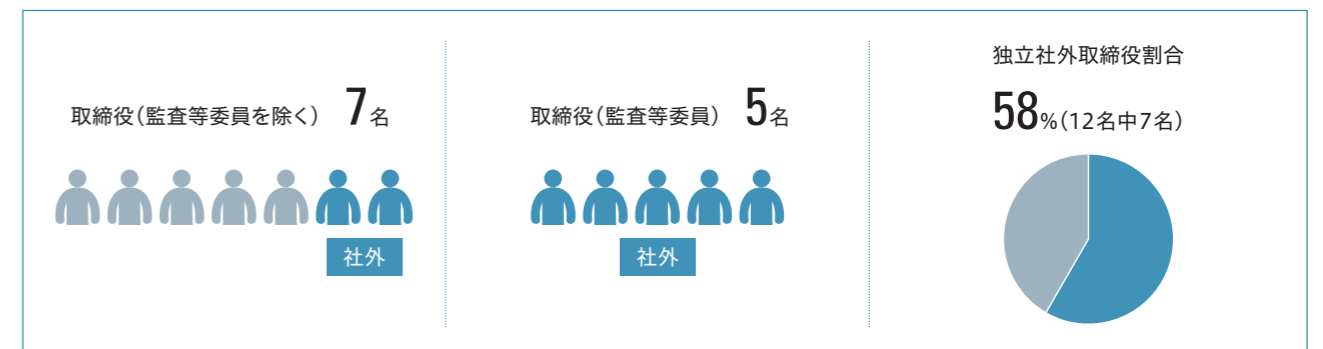 取締役（監査等委員を除く） 7名
社外
取締役（監査等委員） 5名
社外
独立社外取締役割合
58%（12名中7名）